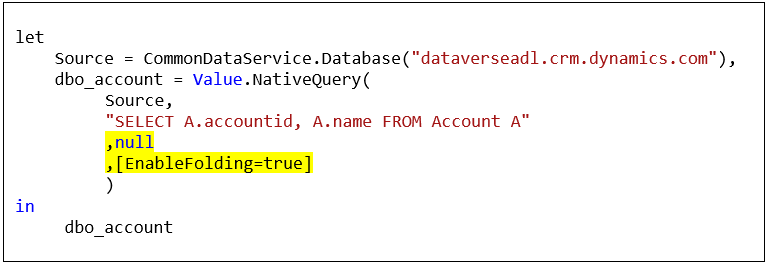 let
Source = CommonDataService.Database("dataverseadl.crm.dynamics.com"),
dbo_account = Value.NativeQuery(
Source,
"SELECT A.accountid, A.name FROM Account A"
,null
,[EnableFolding=true]
)
in
dbo_account